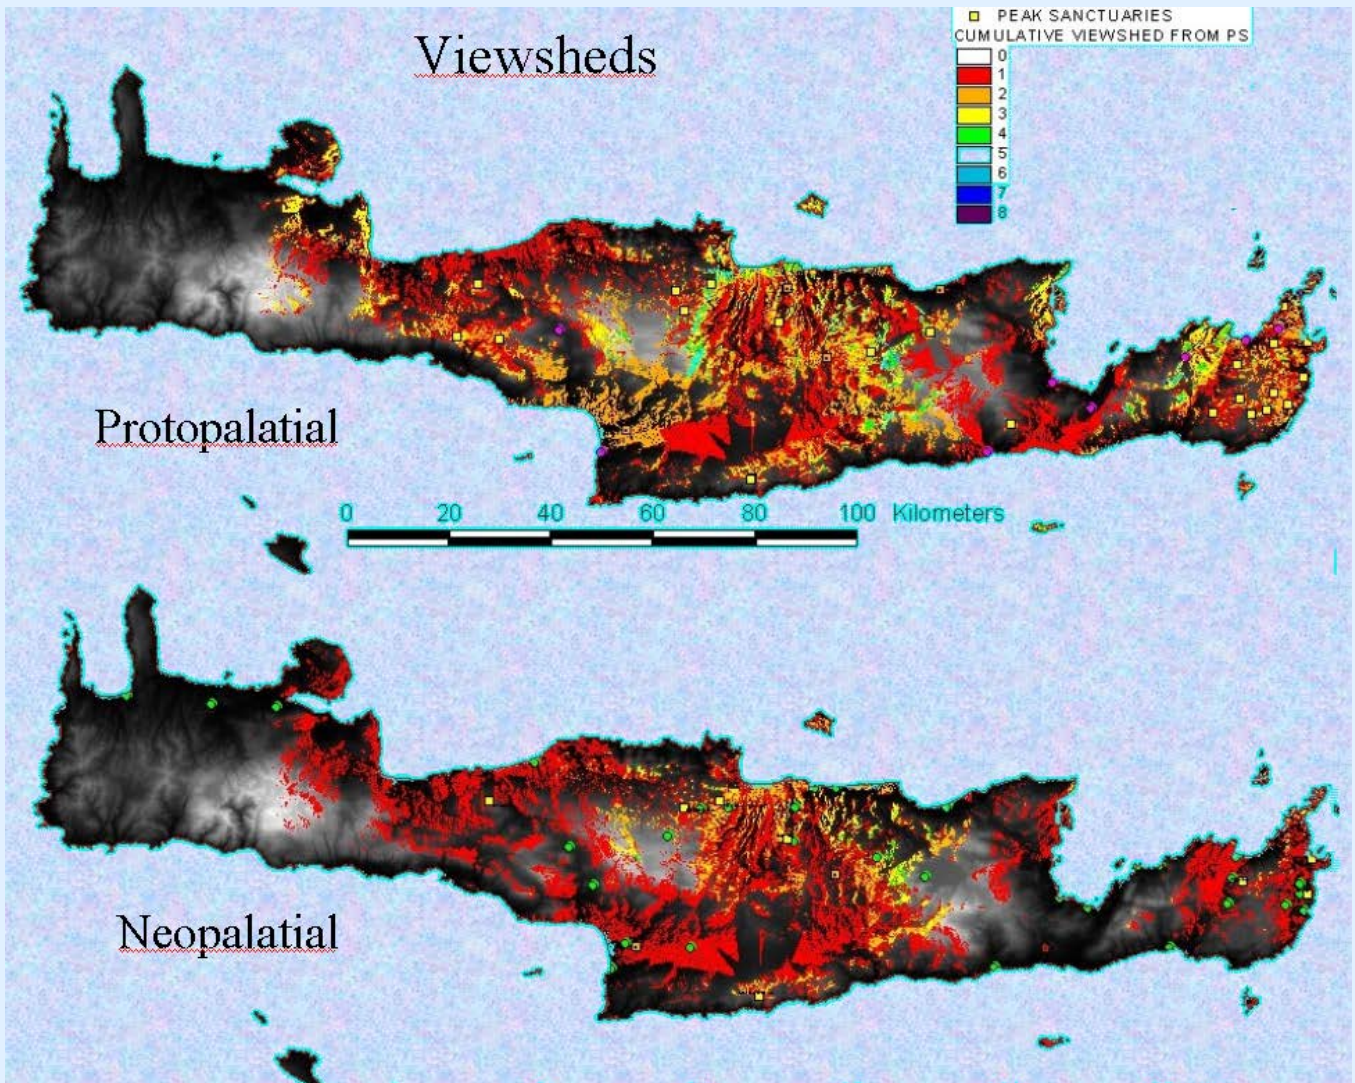 Viewsheds
PEAK SANCTUARIES
CUMULATIVE VIEWSHED FROM PS
0
1
2
3
4
5
6
7
8
Protopalatial
0 20 40 60 80 100 Kilometers
Neopalatial